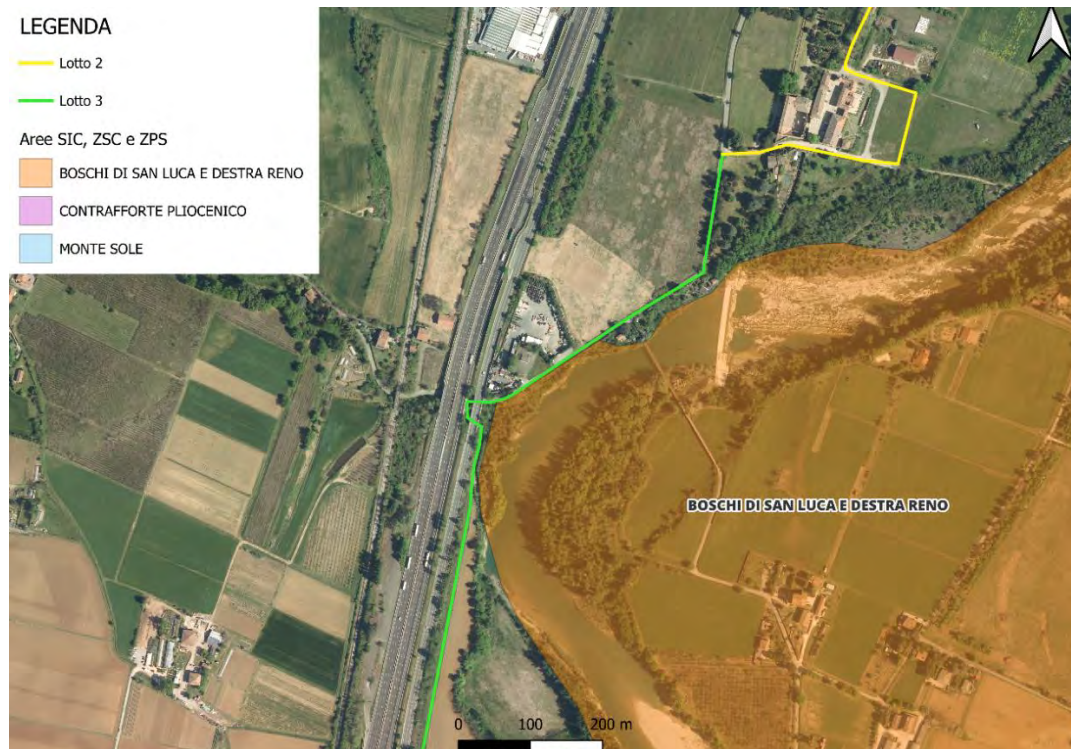 LEGENDA
Lotto 2
Lotto 3
Aree SIC, ZSC e ZPS
BOSCHI DI SAN LUCA E DESTRA RENO
CONTRAFFORTE PLIOCENICO
MONTE SOLE
BOSCHI DI SAN LUCA E DESTRA RENO
0 100 200 m